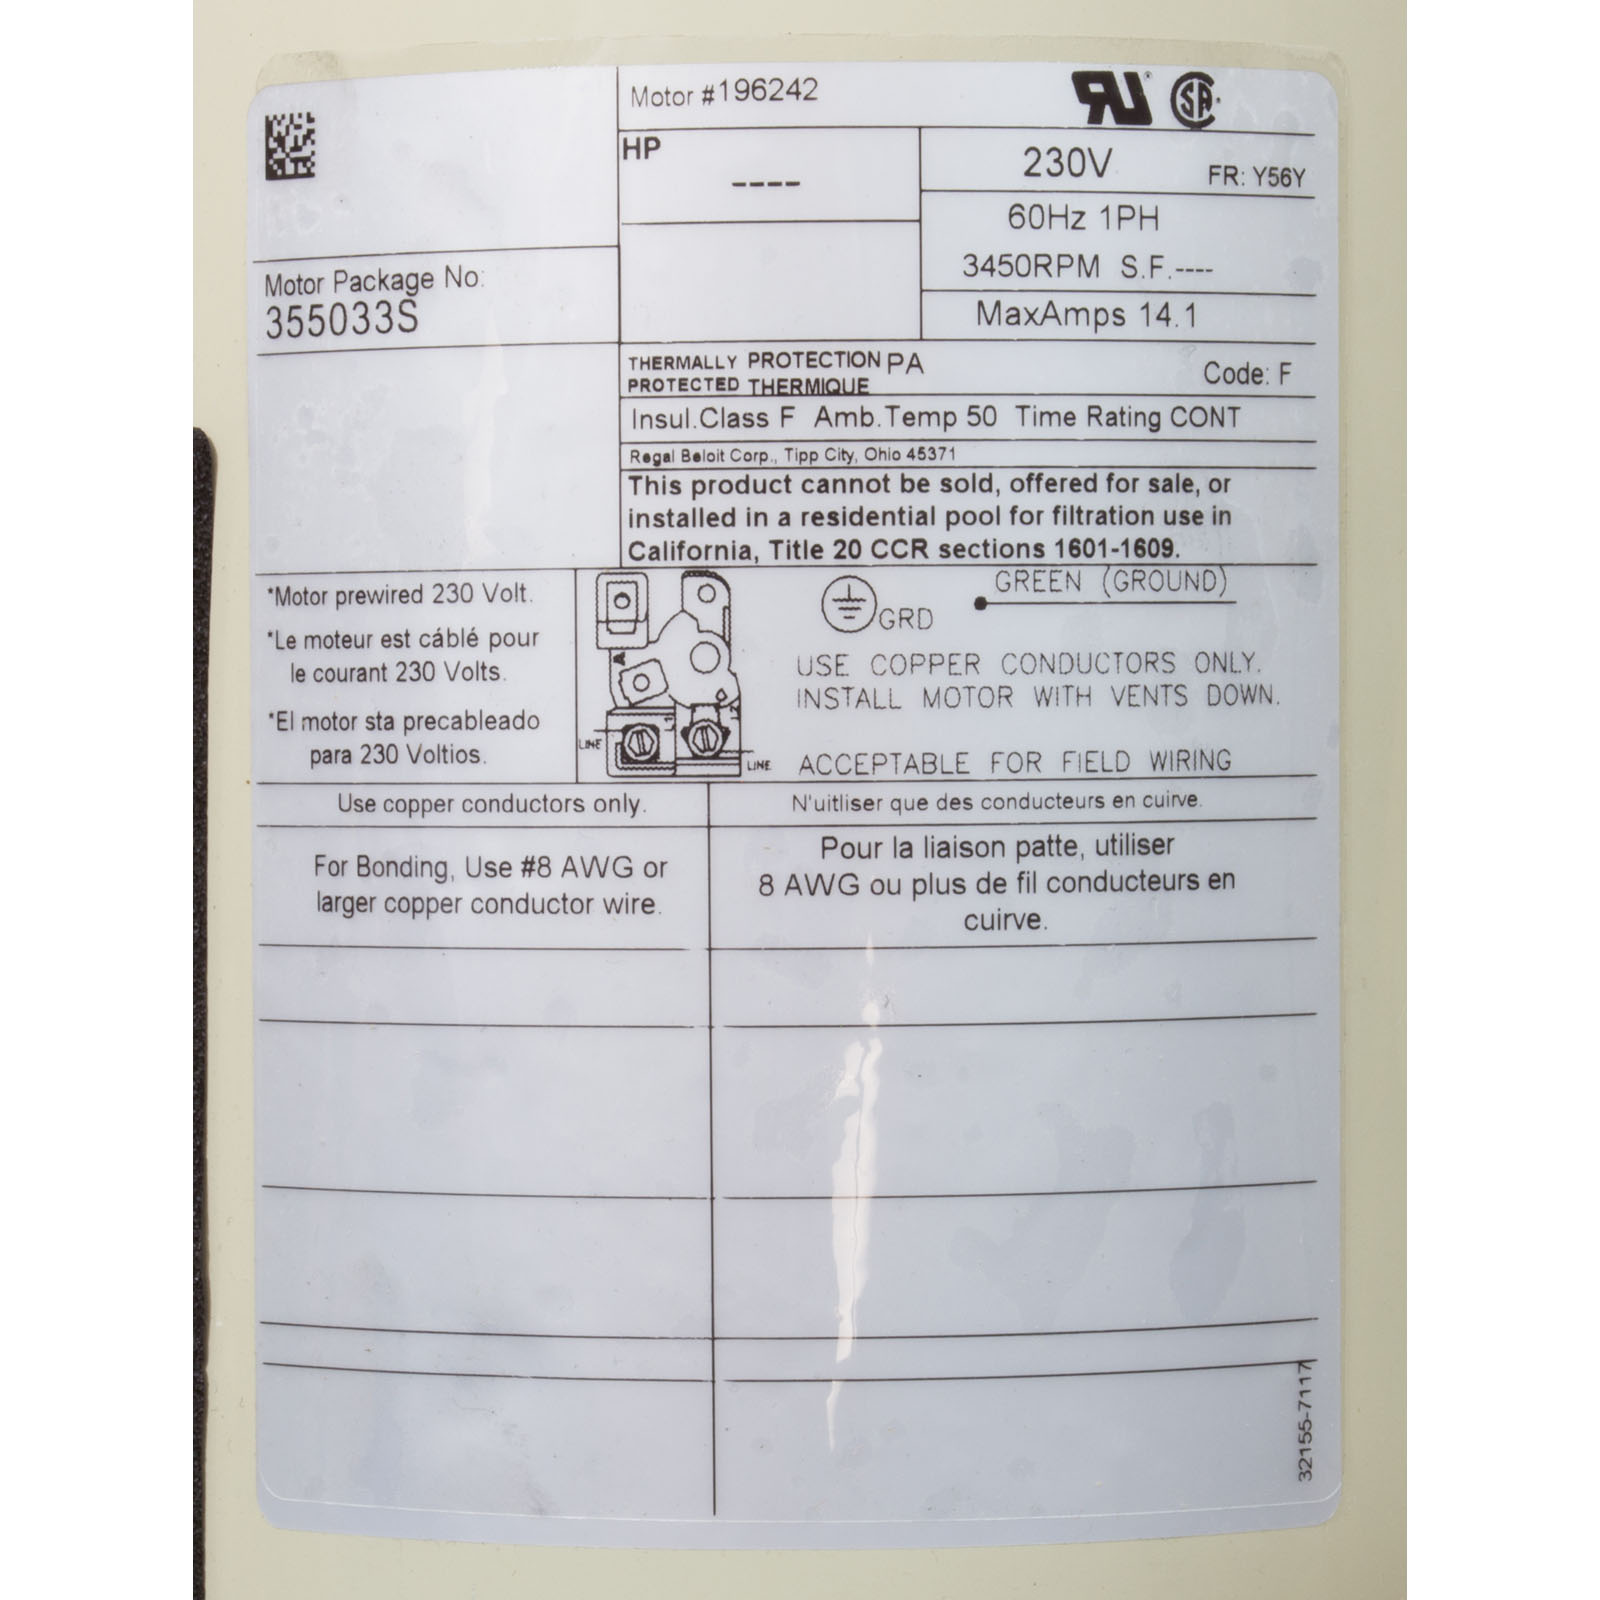 Motor #196242
HP
----
230V FR: Y56Y
60Hz 1PH
3450RPM S.F.----
MaxAmps 14.1
Motor Package No:
355033S
THERMALLY PROTECTION PA
PROTECTED THERMIQUE
Code: F
Insul.Class F Amb.Temp 50 Time Rating CONT
Regal Beloit Corp., Tipp City, Ohio 45371
This product cannot be sold, offered for sale, or
installed in a residential pool for filtration use in
California, Title 20 CCR sections 1601-1609.
*Motor prewired 230 Volt.
*Le moteur est cáblé pour
le courant 230 Volts.
*El motor sta precableado
para 230 Voltios.
A
LINE
LINE
GRD
GREEN (GROUND)
USE COPPER CONDUCTORS ONLY.
INSTALL MOTOR WITH VENTS DOWN.
ACCEPTABLE FOR FIELD WIRING
Use copper conductors only.
N'uitliser que des conducteurs en cuirve.
For Bonding, Use #8 AWG or
larger copper conductor wire.
Pour la liaison patte, utiliser
8 AWG ou plus de fil conducteurs en
cuirve.
32155-7117